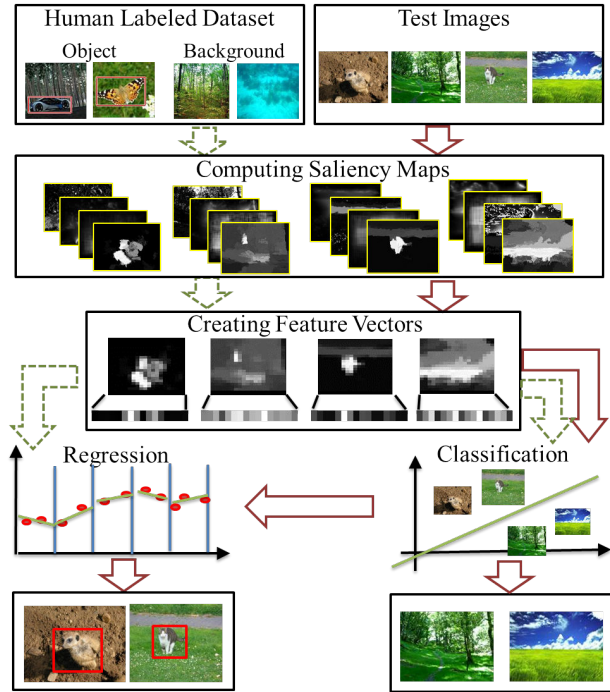 Human Labeled Dataset
Object
Background
Test Images
Computing Saliency Maps
Creating Feature Vectors
Regression
Classification